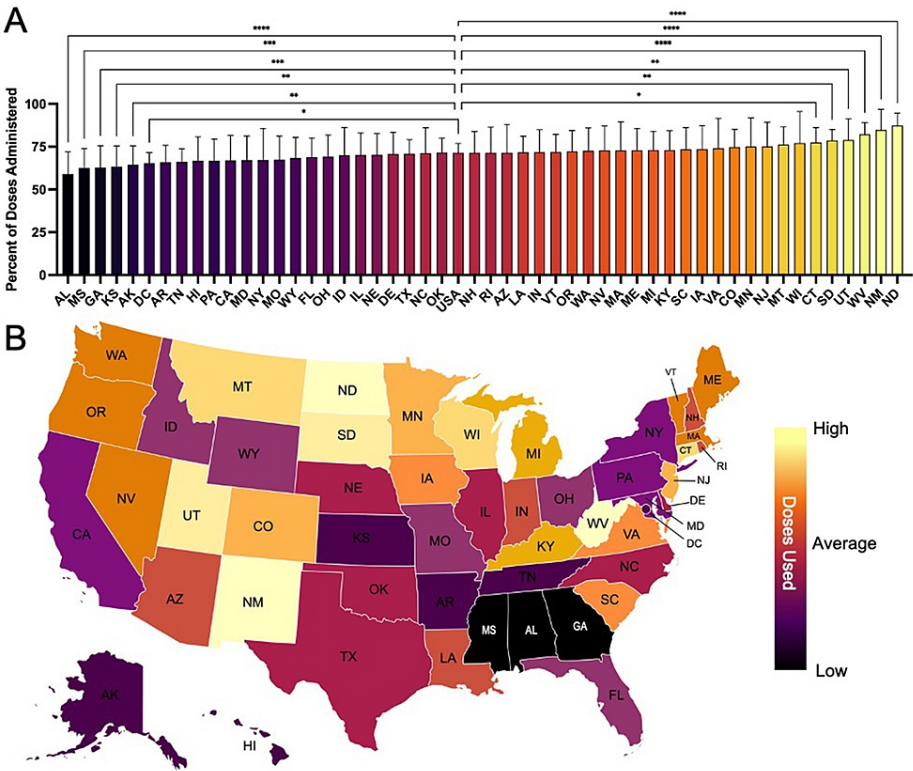 A
****
****
****
***
****
***
**
**
**
**
*
*
Percent of Doses Administered
100
75
50
25
0
AL MS GA KS AK DC AR TN HI PA CA MD NY MO WY FL OH ID IL NE DE TX NC OK USA NH RI AZ LA IN VT OR WA NV MA ME MI KY SC IA VA CO MN NJ MT WI CT SD UT WV NM ND
B
WA
MT
ND
MN
VT
ME
OR
ID
SD
WI
MI
NY
NH
MA
CT
RI
WY
IA
NE
PA
NJ
NV
UT
CO
IL
IN
OH
DE
CA
KS
MO
WV
VA
MD
DC
KY
AZ
NM
OK
AR
TN
NC
SC
MS
AL
GA
TX
LA
FL
AK
HI
High
Doses Used
Average
Low